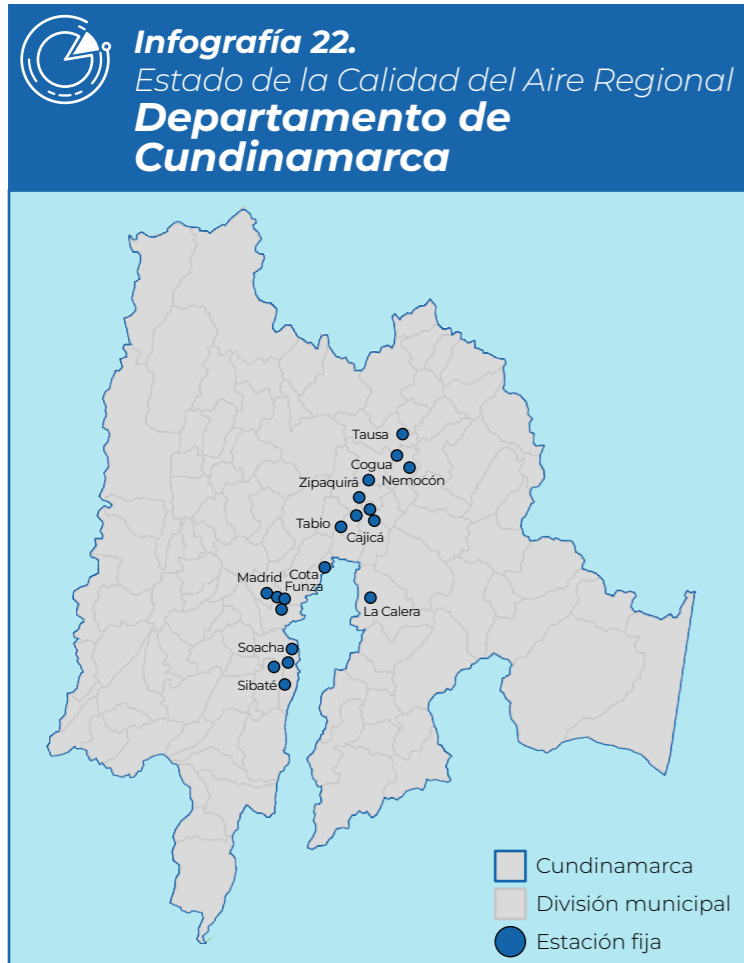 Infografía 22.
Estado de la Calidad del Aire Regional
Departamento de
Cundinamarca
Tausa
Cogua
Nemocón
Zipaquirá
Tabio
Cajicá
Madrid
Cota
Funza
La Calera
Soacha
Sibaté
Cundinamarca
División municipal
Estación fija